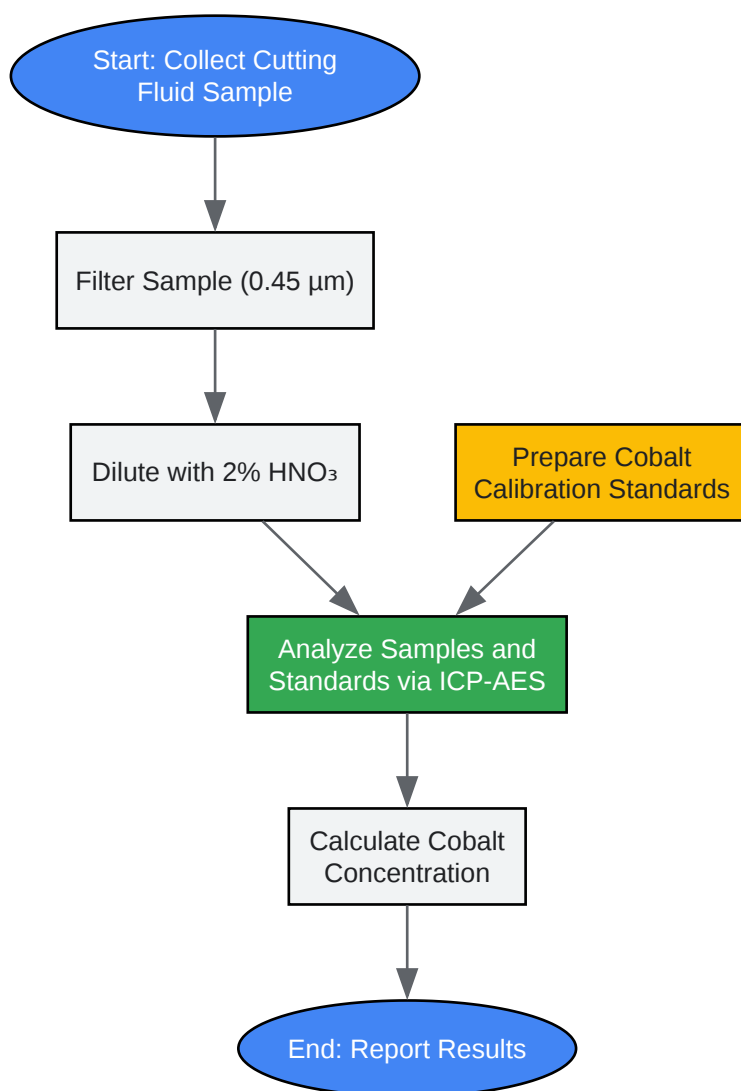 Start: Collect Cutting
Fluid Sample
Filter Sample (0.45 µm)
Dilute with 2% HNO₃
Prepare Cobalt
Calibration Standards
Analyze Samples and
Standards via ICP-AES
Calculate Cobalt
Concentration
End: Report Results